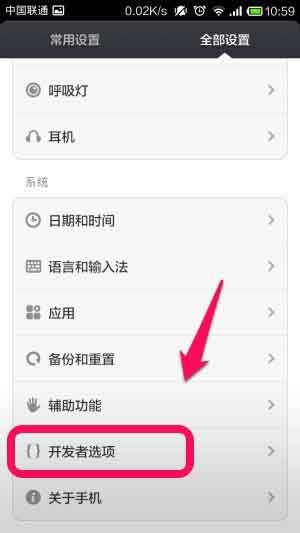 中国联通 0.02K/s 10:59
常用设置 全部设置
呼吸灯
耳机
系统
日期和时间
语言和输入法
应用
备份和重置
辅助功能
{ } 开发者选项
关于手机